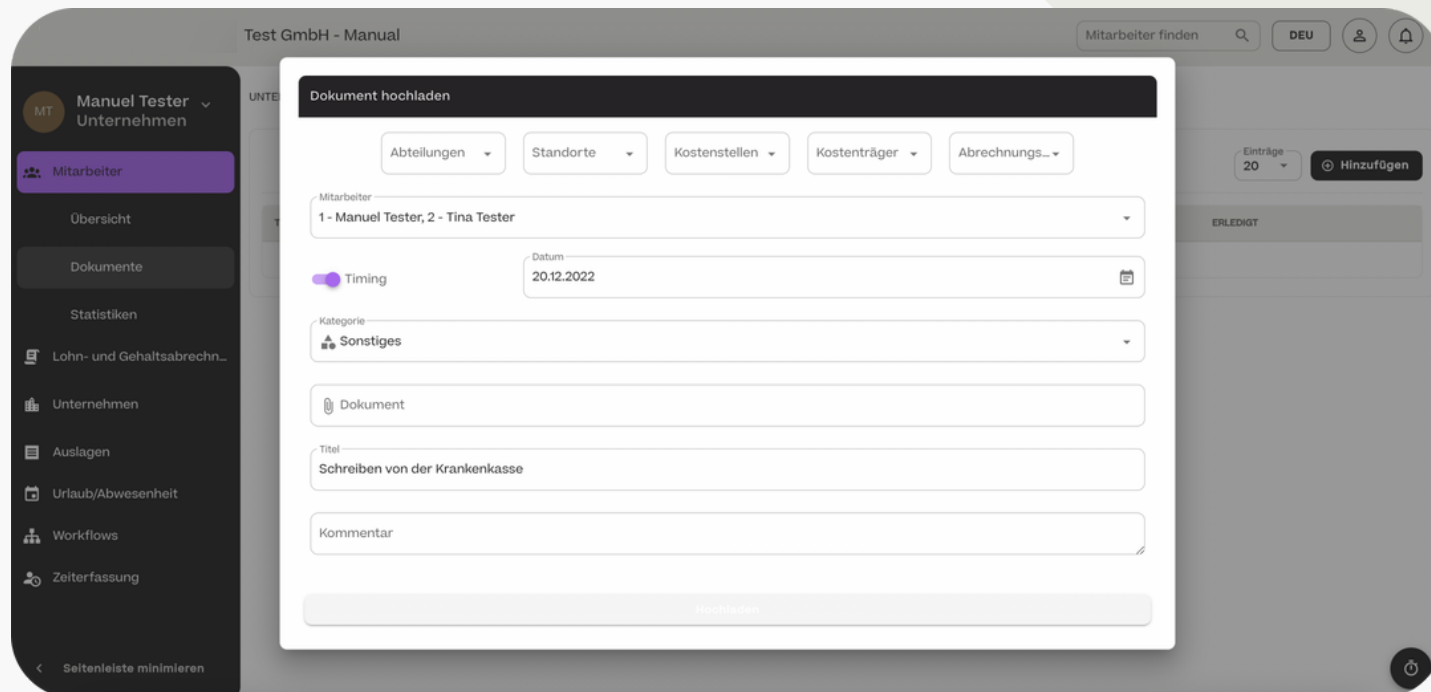 Test GmbH - Manual
Mitarbeiter finden
DEU
MT
Manuel Tester
Unternehmen
Mitarbeiter
Übersicht
Dokumente
Statistiken
Lohn- und Gehaltsabrechn...
Unternehmen
Auslagen
Urlaub/Abwesenheit
Workflows
Zeiterfassung
Seitenleiste minimieren
UNTE
Dokument hochladen
Abteilungen
Standorte
Kostenstellen
Kostenträger
Abrechnungs...
Mitarbeiter
1 - Manuel Tester, 2 - Tina Tester
Timing
Datum
20.12.2022
Kategorie
Sonstiges
Dokument
Titel
Schreiben von der Krankenkasse
Kommentar
Hochladen
Einträge
20
Hinzufügen
T
ERLEDIGT